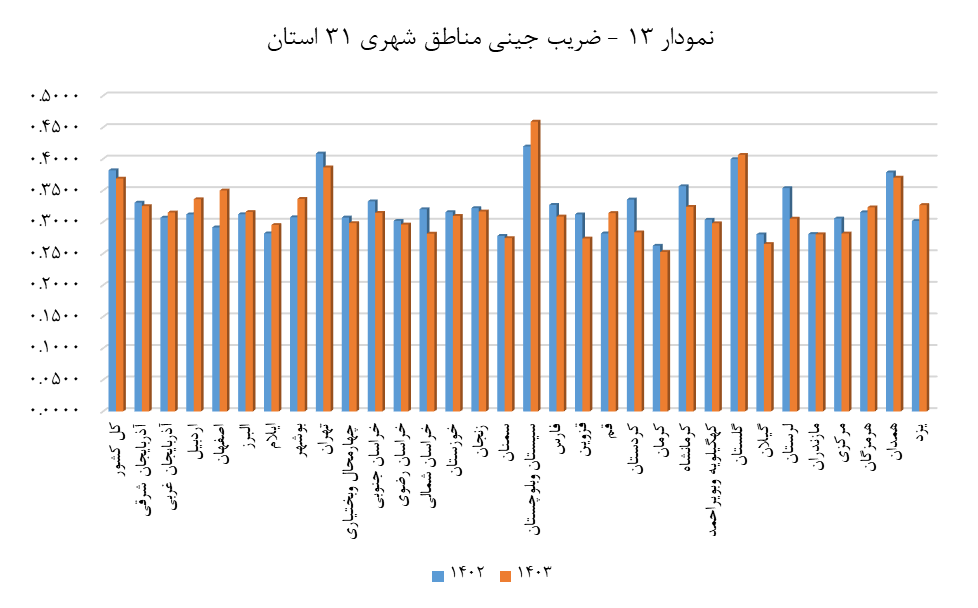 نمودار ۱۳ - ضریب جینی مناطق شهری ۳۱ استان
۰.۵۰۰۰
۰.۴۵۰۰
۰.۴۰۰۰
۰.۳۵۰۰
۰.۳۰۰۰
۰.۲۵۰۰
۰.۲۰۰۰
۰.۱۵۰۰
۰.۱۰۰۰
۰.۰۵۰۰
۰.۰۰۰۰
کل کشور
آذربایجان شرقی
آذربایجان غربی
اردبیل
اصفهان
البرز
ایلام
بوشهر
تهران
چهارمحال وبختیاری
خراسان جنوبی
خراسان رضوی
خراسان شمالی
خوزستان
زنجان
سمنان
سیستان وبلوچستان
فارس
قزوین
قم
کردستان
کرمان
کرمانشاه
کهگیلویه وبویراحمد
گلستان
گیلان
لرستان
مازندران
مرکزی
هرمزگان
همدان
یزد
۱۴۰۲
۱۴۰۳